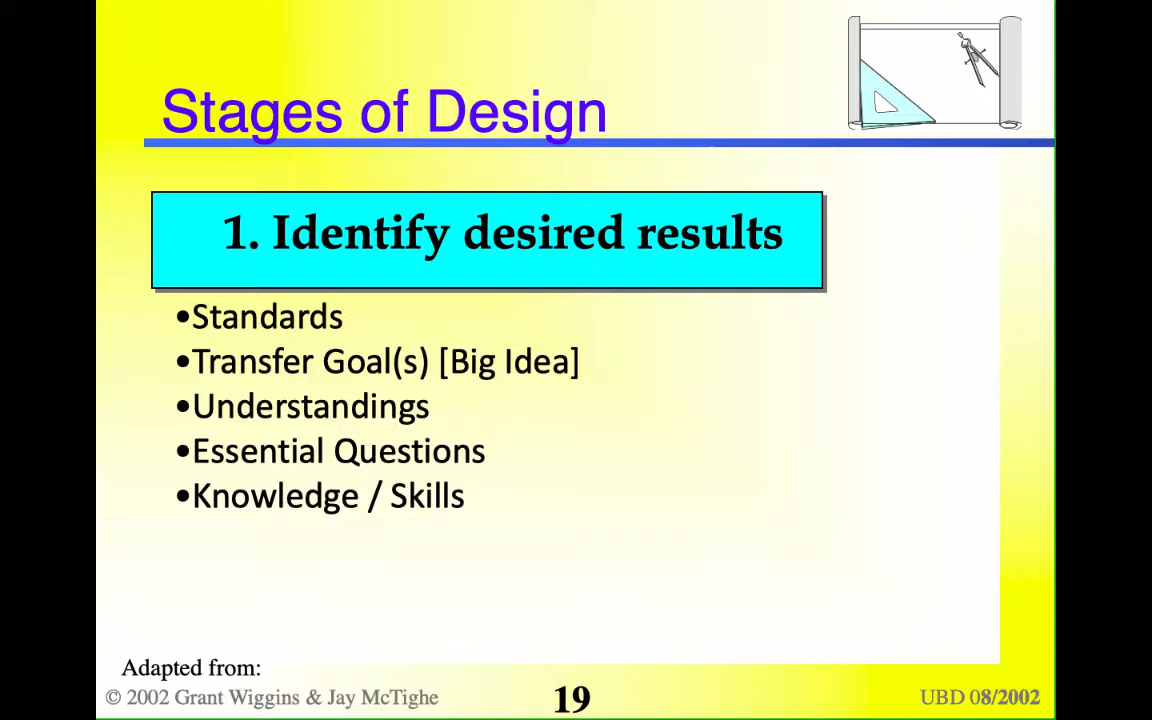 Stages of Design
1. Identify desired results
•Standards
•Transfer Goal(s) [Big Idea]
•Understandings
•Essential Questions
•Knowledge / Skills
Adapted from:
© 2002 Grant Wiggins & Jay McTighe
19
UBD 08/2002